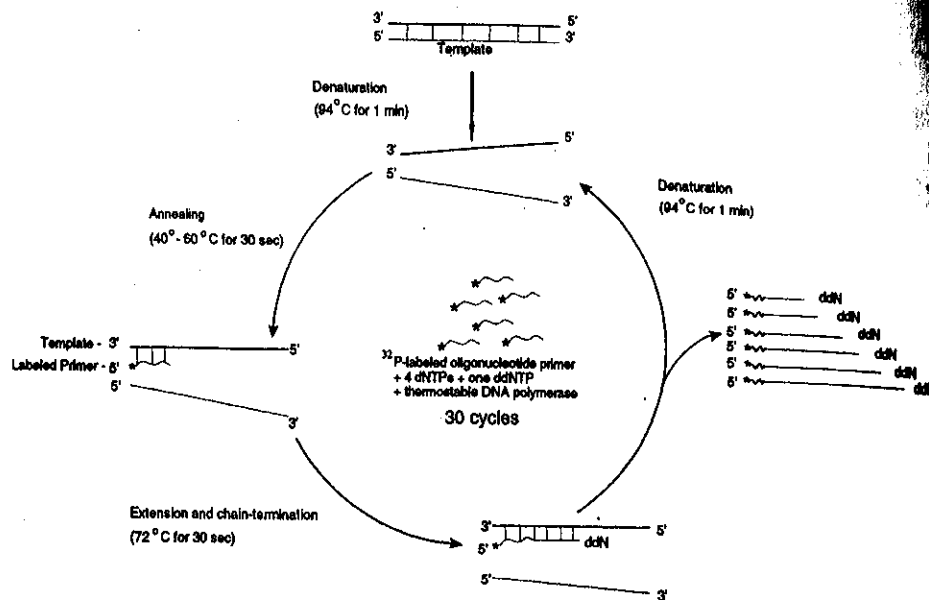 3' 5'
5' 3'
Template
Denaturation
(94°C for 1 min)
3' 5'
5'
3'
Denaturation
(94°C for 1 min)
Annealing
(40°- 60°C for 30 sec)
Template - 3' 5'
Labeled Primer - 5'
*
5'
3'
* * * * * *
32P-labeled oligonucleotide primer
+ 4 dNTPs + one ddNTP
+ thermostable DNA polymerase
30 cycles
5' * ddN
5' * ddN
5' * ddN
5' * ddN
5' * ddN
5' * ddN
Extension and chain-termination
(72°C for 30 sec)
3' 5'
5' * ddN
5'
3'